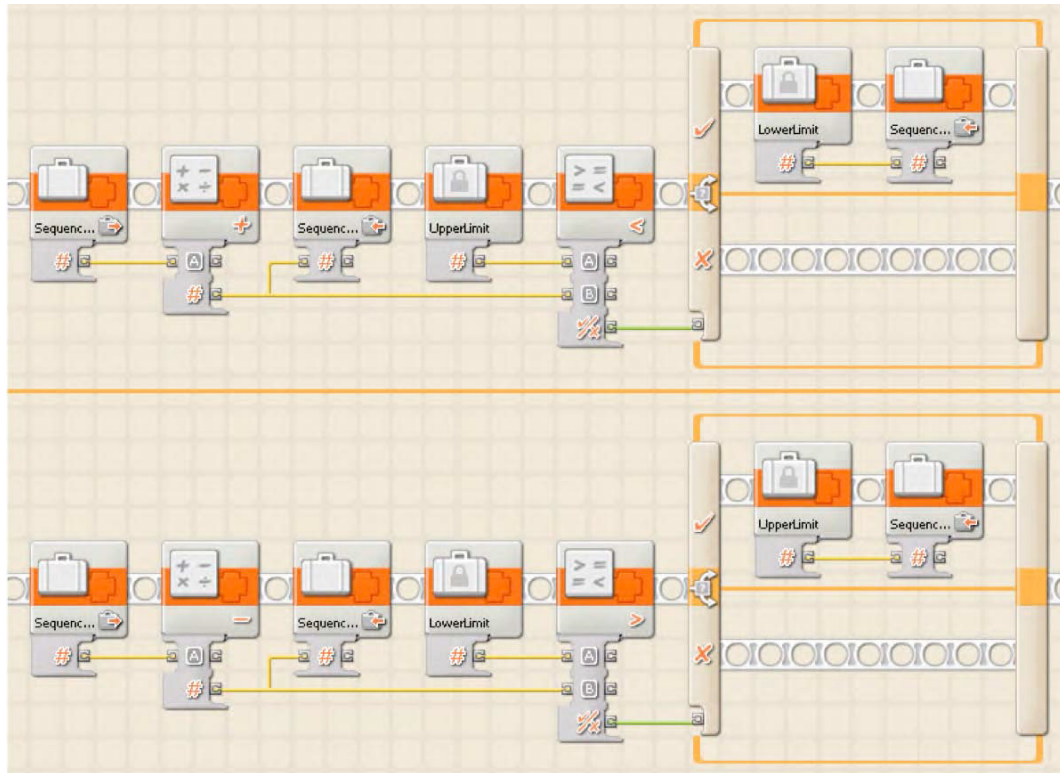 LowerLimit Sequenc...
#  #
Sequenc... + Sequenc... UpperLimit <
# A # # A
# B
UpperLimit Sequenc...
# #
Sequenc... − Sequenc... LowerLimit >
# A # # A
# B